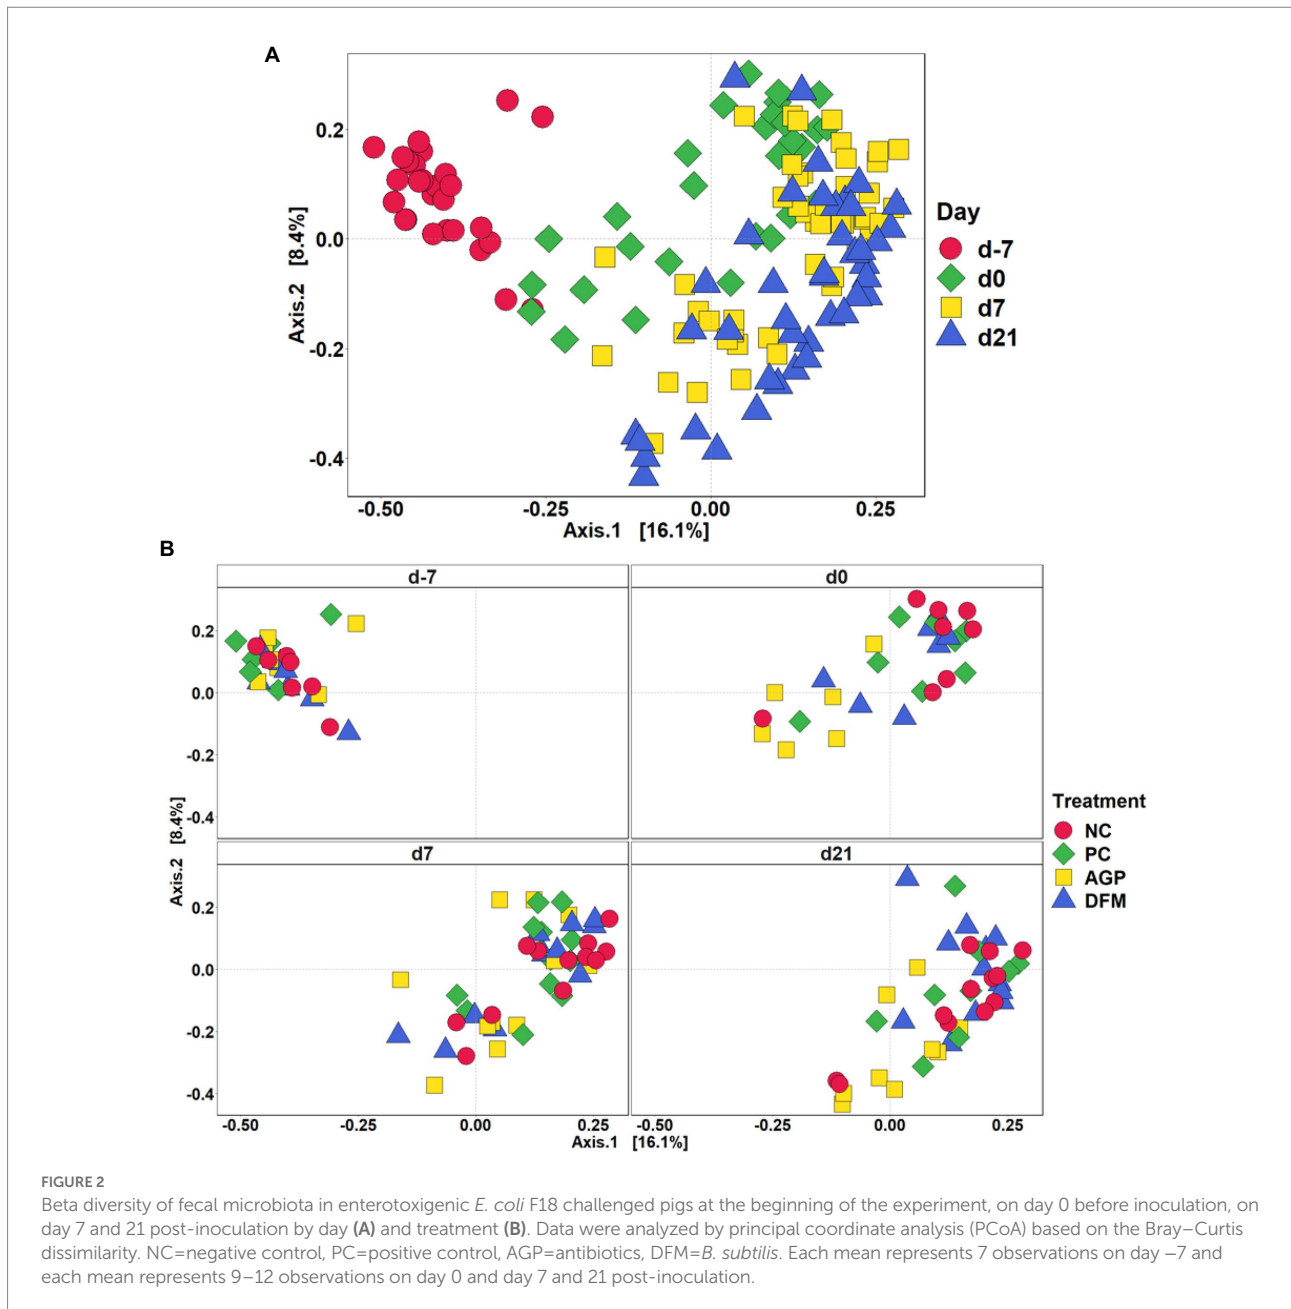 A
0.2
0.0
-0.2
-0.4
Axis.2 [8.4%]
-0.50 -0.25 0.00 0.25
Axis.1 [16.1%]
Day
d-7
d0
d7
d21
B
d-7 d0
0.2
0.0
-0.2
-0.4
d7 d21
0.2
0.0
-0.2
-0.4
Axis.2 [8.4%]
-0.50 -0.25 0.00 0.25 -0.50 -0.25 0.00 0.25
Axis.1 [16.1%]
Treatment
NC
PC
AGP
DFM
FIGURE 2
Beta diversity of fecal microbiota in enterotoxigenic E. coli F18 challenged pigs at the beginning of the experiment, on day 0 before inoculation, on
day 7 and 21 post-inoculation by day (A) and treatment (B). Data were analyzed by principal coordinate analysis (PCoA) based on the Bray–Curtis
dissimilarity. NC=negative control, PC=positive control, AGP=antibiotics, DFM=B. subtilis. Each mean represents 7 observations on day –7 and
each mean represents 9–12 observations on day 0 and day 7 and 21 post-inoculation.